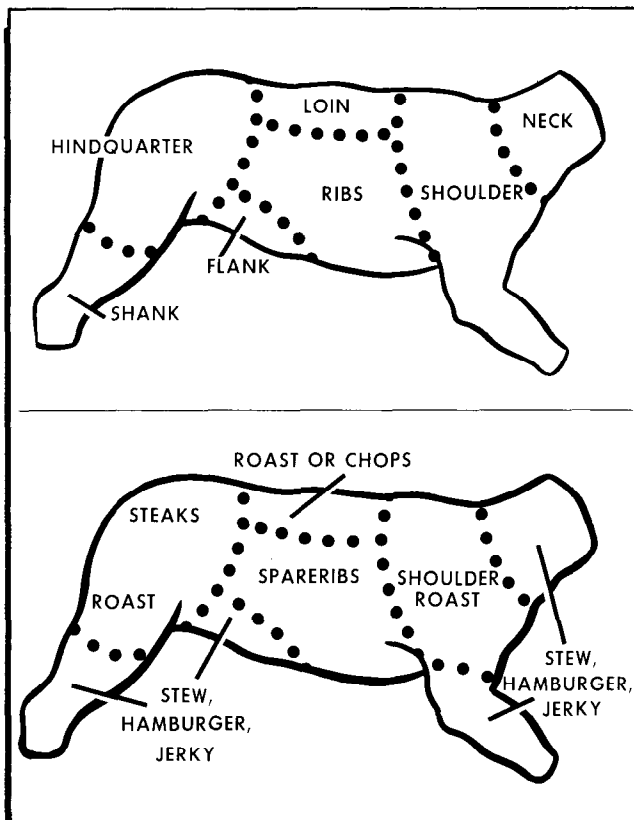 LOIN
NECK
HINDQUARTER
RIBS
SHOULDER
FLANK
SHANK
ROAST OR CHOPS
STEAKS
SPARERIBS
SHOULDER
ROAST
ROAST
STEW,
HAMBURGER,
JERKY
STEW,
HAMBURGER,
JERKY